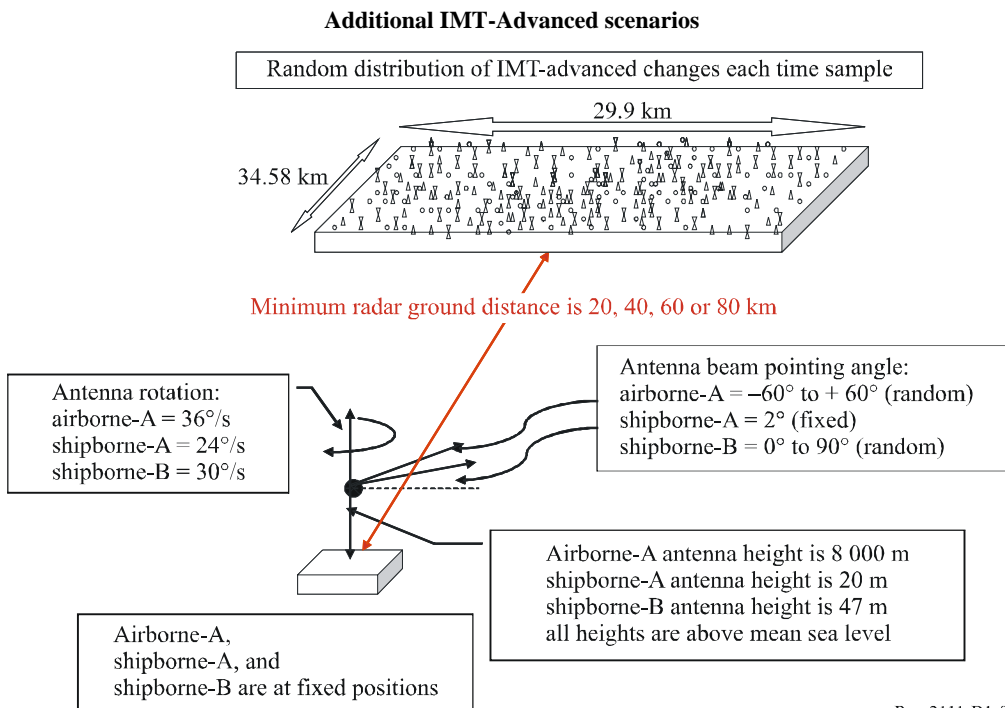 Additional IMT-Advanced scenarios
Random distribution of IMT-advanced changes each time sample
29.9 km
34.58 km
Minimum radar ground distance is 20, 40, 60 or 80 km
Antenna rotation:
airborne-A = 36°/s
shipborne-A = 24°/s
shipborne-B = 30°/s
Antenna beam pointing angle:
airborne-A = –60° to + 60° (random)
shipborne-A = 2° (fixed)
shipborne-B = 0° to 90° (random)
Airborne-A antenna height is 8 000 m
shipborne-A antenna height is 20 m
shipborne-B antenna height is 47 m
all heights are above mean sea level
Airborne-A,
shipborne-A, and
shipborne-B are at fixed positions